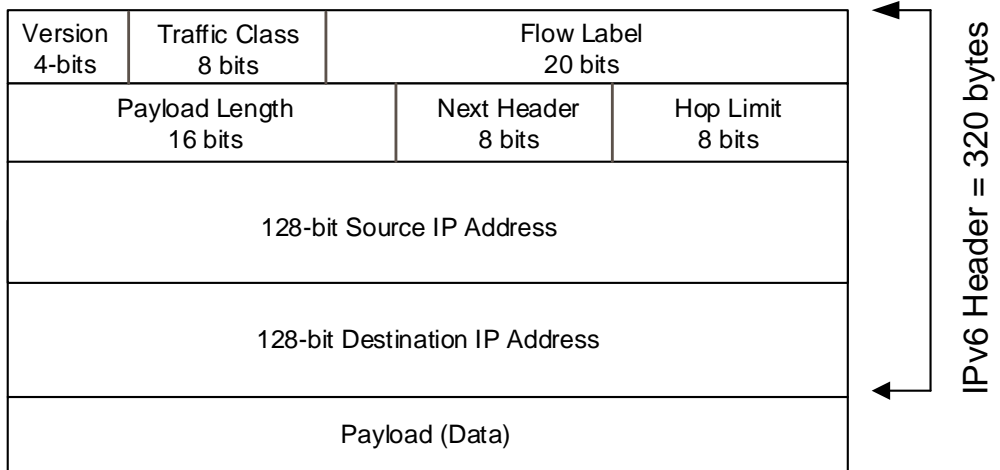 Version
4-bits
Traffic Class
8 bits
Flow Label
20 bits
Payload Length
16 bits
Next Header
8 bits
Hop Limit
8 bits
128-bit Source IP Address
128-bit Destination IP Address
Payload (Data)
IPv6 Header = 320 bytes